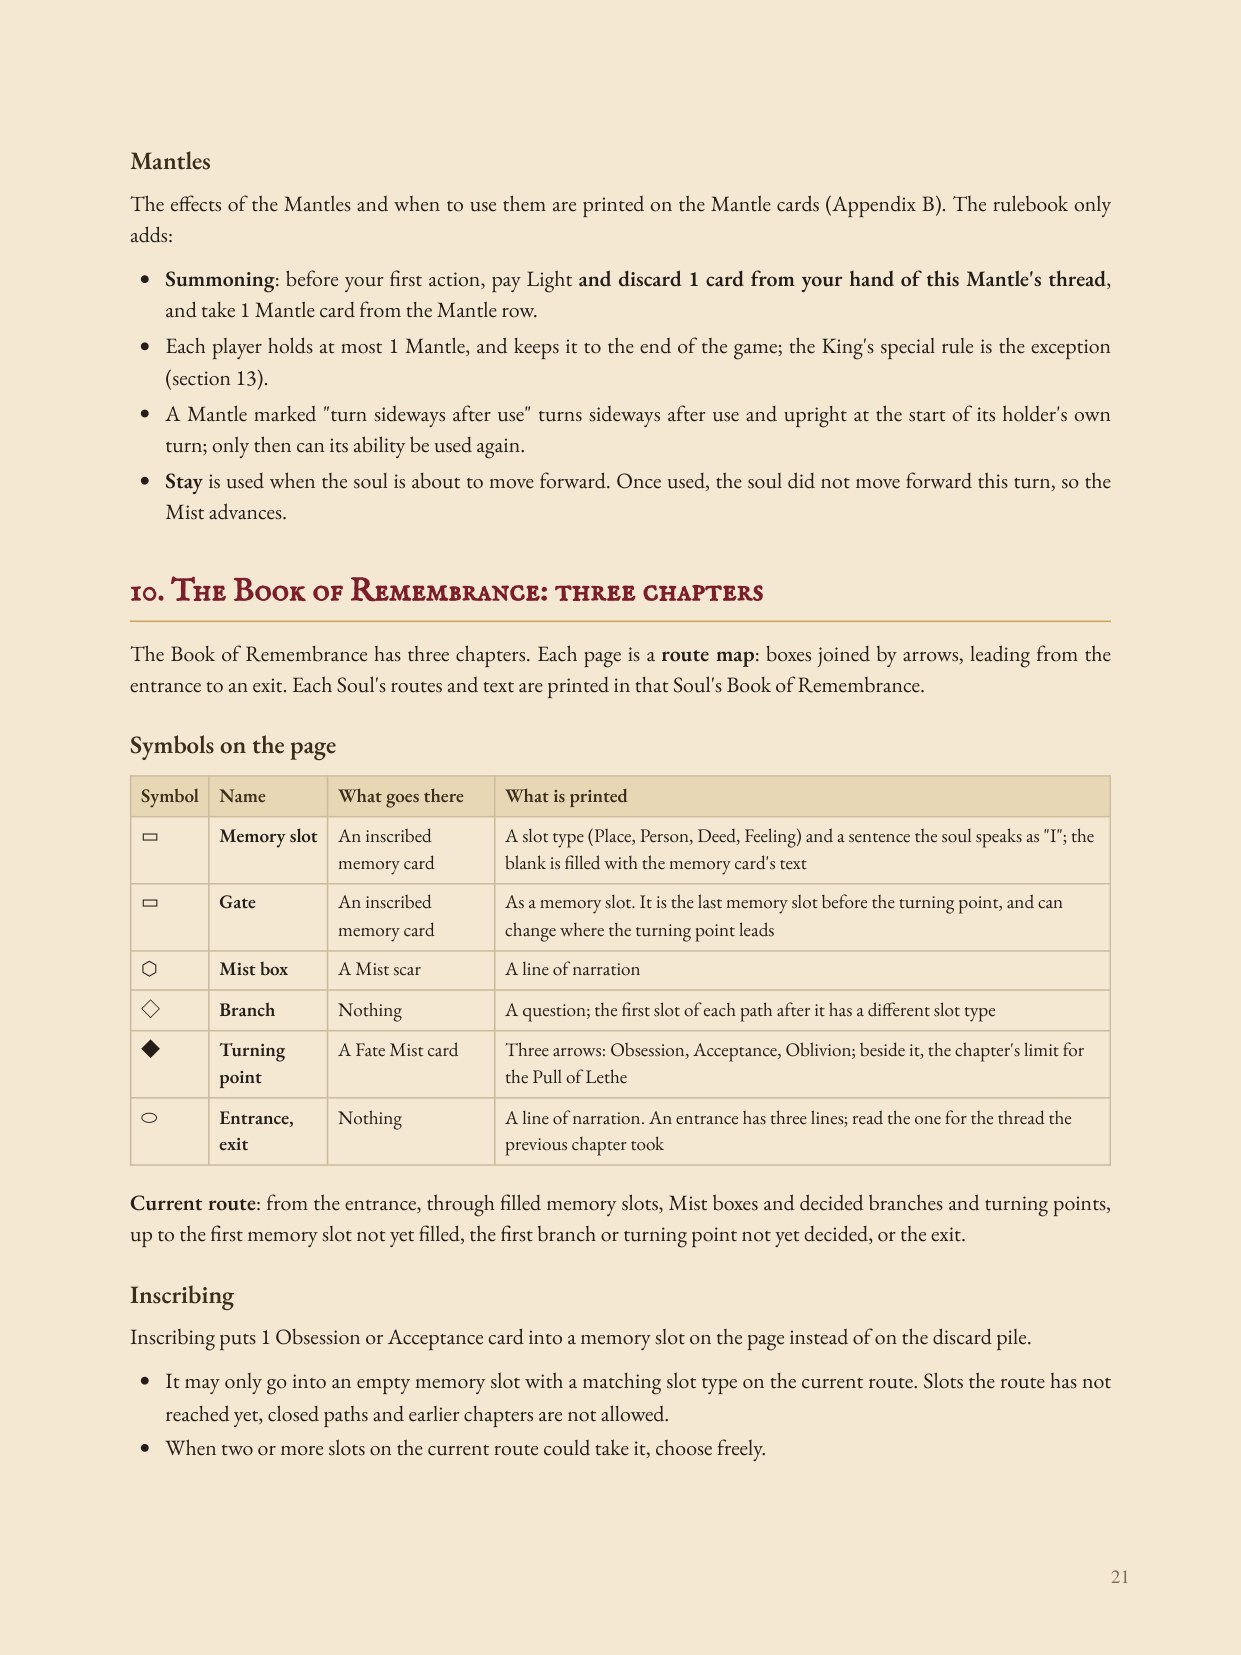 Mantles
The effects of the Mantles and when to use them are printed on the Mantle cards (Appendix B). The rulebook only
adds:
• Summoning: before your first action, pay Light and discard 1 card from your hand of this Mantle's thread,
and take 1 Mantle card from the Mantle row.
• Each player holds at most 1 Mantle, and keeps it to the end of the game; the King's special rule is the exception
(section 13).
• A Mantle marked "turn sideways after use" turns sideways after use and upright at the start of its holder's own
turn; only then can its ability be used again.
• Stay is used when the soul is about to move forward. Once used, the soul did not move forward this turn, so the
Mist advances.
10. The Book of Remembrance: three chapters
The Book of Remembrance has three chapters. Each page is a route map: boxes joined by arrows, leading from the
entrance to an exit. Each Soul's routes and text are printed in that Soul's Book of Remembrance.
Symbols on the page
Symbol Name What goes there What is printed
▭ Memory slot An inscribed A slot type (Place, Person, Deed, Feeling) and a sentence the soul speaks as "I"; the
memory card blank is filled with the memory card's text
▭ Gate An inscribed As a memory slot. It is the last memory slot before the turning point, and can
memory card change where the turning point leads
⬡ Mist box A Mist scar A line of narration
◇ Branch Nothing A question; the first slot of each path after it has a different slot type
◆ Turning A Fate Mist card Three arrows: Obsession, Acceptance, Oblivion; beside it, the chapter's limit for
point the Pull of Lethe
⬭ Entrance, Nothing A line of narration. An entrance has three lines; read the one for the thread the
exit previous chapter took
Current route: from the entrance, through filled memory slots, Mist boxes and decided branches and turning points,
up to the first memory slot not yet filled, the first branch or turning point not yet decided, or the exit.
Inscribing
Inscribing puts 1 Obsession or Acceptance card into a memory slot on the page instead of on the discard pile.
• It may only go into an empty memory slot with a matching slot type on the current route. Slots the route has not
reached yet, closed paths and earlier chapters are not allowed.
• When two or more slots on the current route could take it, choose freely.
21